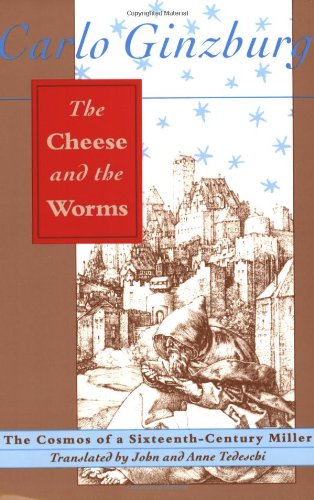 Carlo Ginzburg
The
Cheese
and the
Worms
The Cosmos of a Sixteenth-Century Miller
Translated by John and Anne Tedeschi